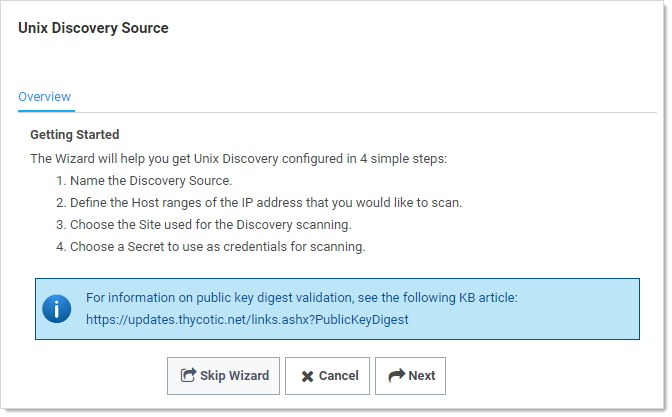 Unix Discovery Source
Overview
Getting Started
The Wizard will help you get Unix Discovery configured in 4 simple steps:
1. Name the Discovery Source.
2. Define the Host ranges of the IP address that you would like to scan.
3. Choose the Site used for the Discovery scanning.
4. Choose a Secret to use as credentials for scanning.
For information on public key digest validation, see the following KB article:
https://updates.thycotic.net/links.ashx?PublicKeyDigest
Skip Wizard Cancel Next